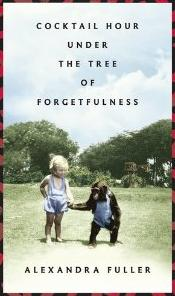 COCKTAIL HOUR
UNDER
THE TREE
OF
FORGETFULNESS
ALEXANDRA FULLER